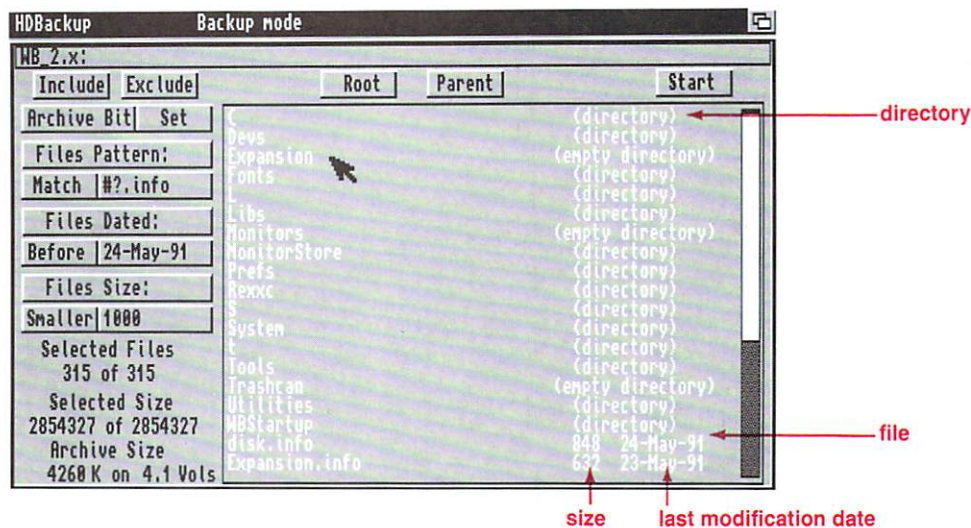 HDBackup Backup mode
WB_2.x:
Include Exclude Root Parent Start
Archive Bit Set
Files Pattern:
Match #?.info
Files Dated:
Before 24-May-91
Files Size:
Smaller 1000
Selected Files
315 of 315
Selected Size
2854327 of 2854327
Archive Size
4260K on 4.1 Vols
C (directory)
Devs (directory)
Expansion (empty directory)
Fonts (directory)
L (directory)
Libs (directory)
Monitors (empty directory)
MonitorStore (directory)
Prefs (directory)
Rexxc (directory)
S (directory)
System (directory)
t (directory)
Tools (directory)
Trashcan (empty directory)
Utilities (directory)
WBStartup (directory)
disk.info 848 24-May-91
Expansion.info 632 23-May-91
directory
file
size
last modification date